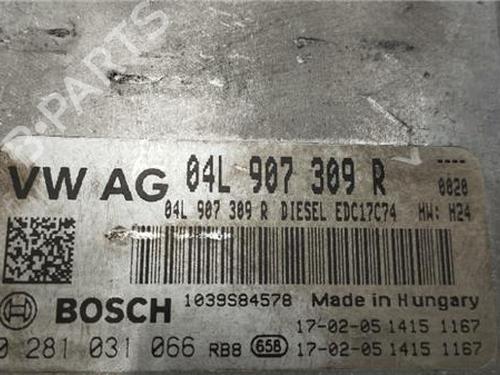 B-PARTS
VW AG 04L 907 309 R
----
0020
04L 907 309 R DIESEL EDC17C74 HW: H24
BOSCH 1039S84578 Made in Hungary
17-02-05 1415 1167
0 281 031 066 RB8 658 17-02-05 1415 1167